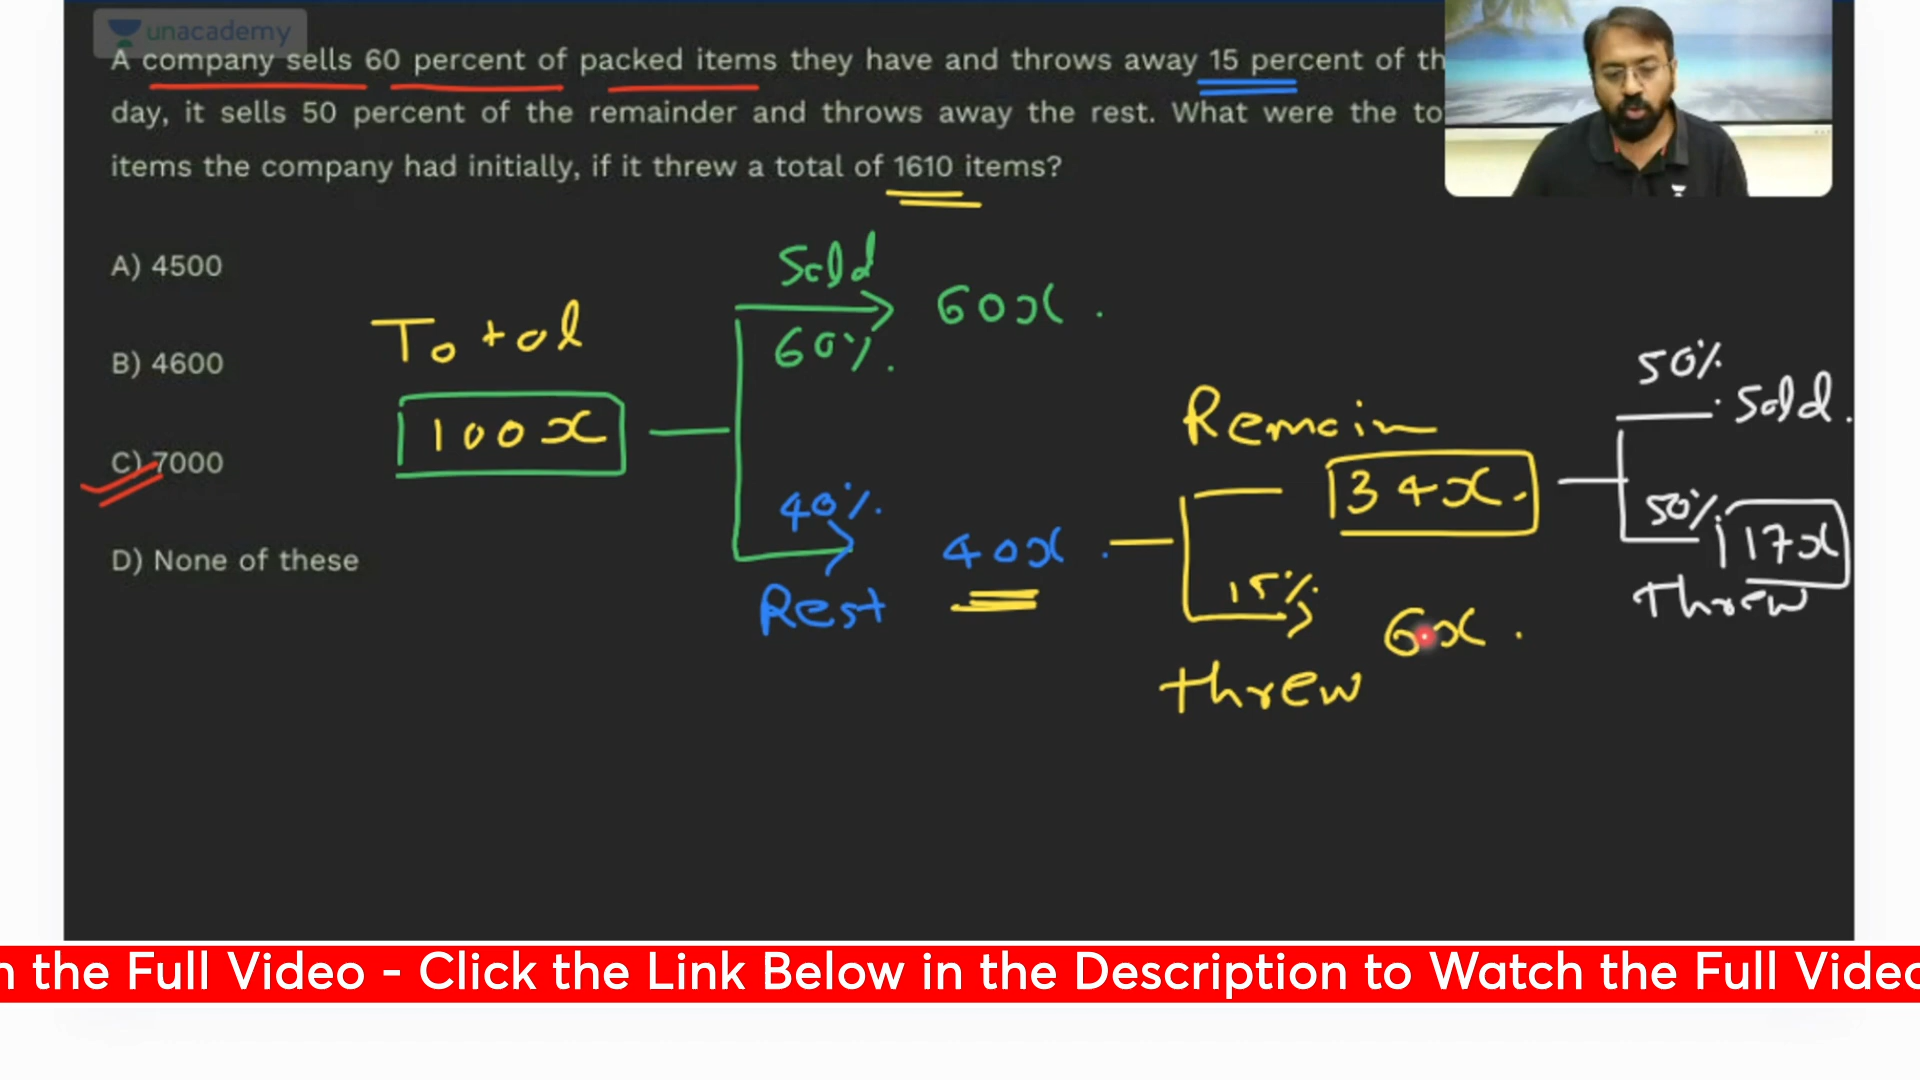 unacademy
A company sells 60 percent of packed items they have and throws away 15 percent of th
day, it sells 50 percent of the remainder and throws away the rest. What were the to
items the company had initially, if it threw a total of 1610 items?
A) 4500
B) 4600
C) 7000
D) None of these
Total
100x
Sold
60%.
60x.
40%.
Rest
40x.
Remain
34x.
15%
threw
6x.
50%.
Sold.
50%.
17x
threw
n the Full Video - Click the Link Below in the Description to Watch the Full Video